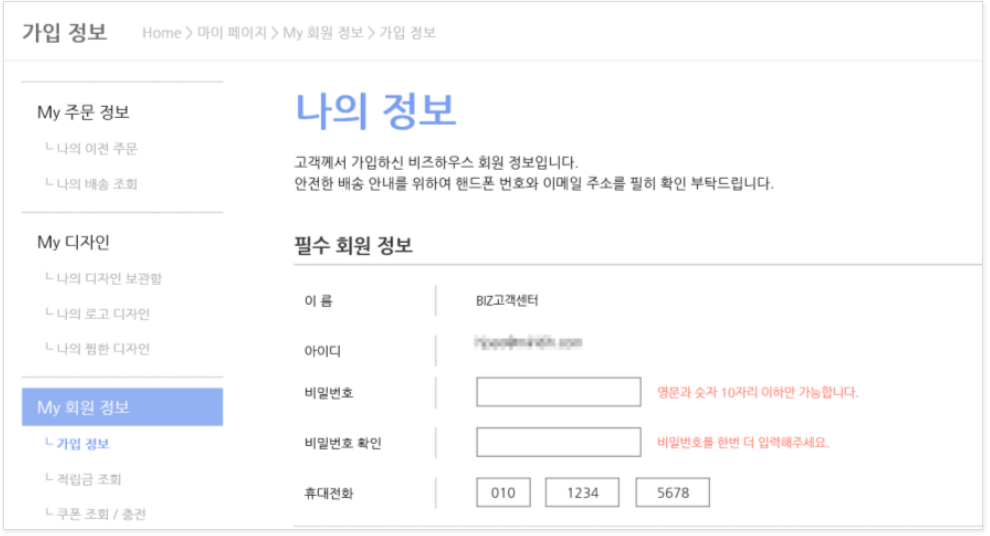 가입 정보
Home > 마이 페이지 > My 회원 정보 > 가입 정보
My 주문 정보
└ 나의 이전 주문
└ 나의 배송 조회
My 디자인
└ 나의 디자인 보관함
└ 나의 로고 디자인
└ 나의 찜한 디자인
My 회원 정보
└ 가입 정보
└ 적립금 조회
└ 쿠폰 조회 / 충전
나의 정보
고객께서 가입하신 비즈하우스 회원 정보입니다.
안전한 배송 안내를 위하여 핸드폰 번호와 이메일 주소를 필히 확인 부탁드립니다.
필수 회원 정보
이 름 BIZ고객센터
아이디
비밀번호 영문과 숫자 10자리 이하만 가능합니다.
비밀번호 확인 비밀번호를 한번 더 입력해주세요.
휴대전화 010 1234 5678